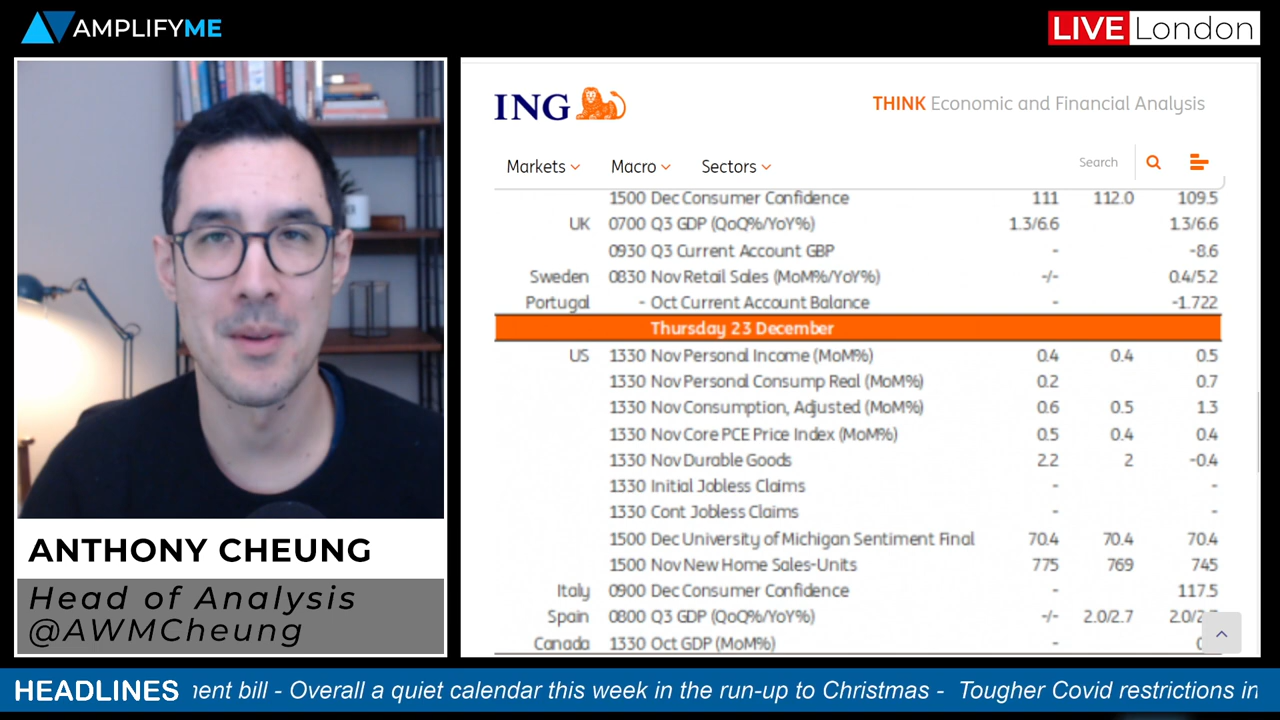 AMPLIFYME
LIVE London
ING
THINK Economic and Financial Analysis
Markets Macro Sectors Search
1500 Dec Consumer Confidence 111 112.0 109.5
UK 0700 Q3 GDP (QoQ%/YoY%) 1.3/6.6 1.3/6.6
0930 Q3 Current Account GBP - -8.6
Sweden 0830 Nov Retail Sales (MoM%/YoY%) -/- 0.4/5.2
Portugal - Oct Current Account Balance - -1.722
Thursday 23 December
US 1330 Nov Personal Income (MoM%) 0.4 0.4 0.5
1330 Nov Personal Consump Real (MoM%) 0.2 0.7
1330 Nov Consumption, Adjusted (MoM%) 0.6 0.5 1.3
1330 Nov Core PCE Price Index (MoM%) 0.5 0.4 0.4
1330 Nov Durable Goods 2.2 2 -0.4
1330 Initial Jobless Claims - -
1330 Cont Jobless Claims - -
1500 Dec University of Michigan Sentiment Final 70.4 70.4 70.4
1500 Nov New Home Sales-Units 775 769 745
Italy 0900 Dec Consumer Confidence - 117.5
Spain 0800 Q3 GDP (QoQ%/YoY%) -/- 2.0/2.7
Canada 1330 Oct GDP (MoM%) -
ANTHONY CHEUNG
Head of Analysis
@AWMCheung
HEADLINES bill - Overall a quiet calendar this week in the run-up to Christmas - Tougher Covid restrictions in